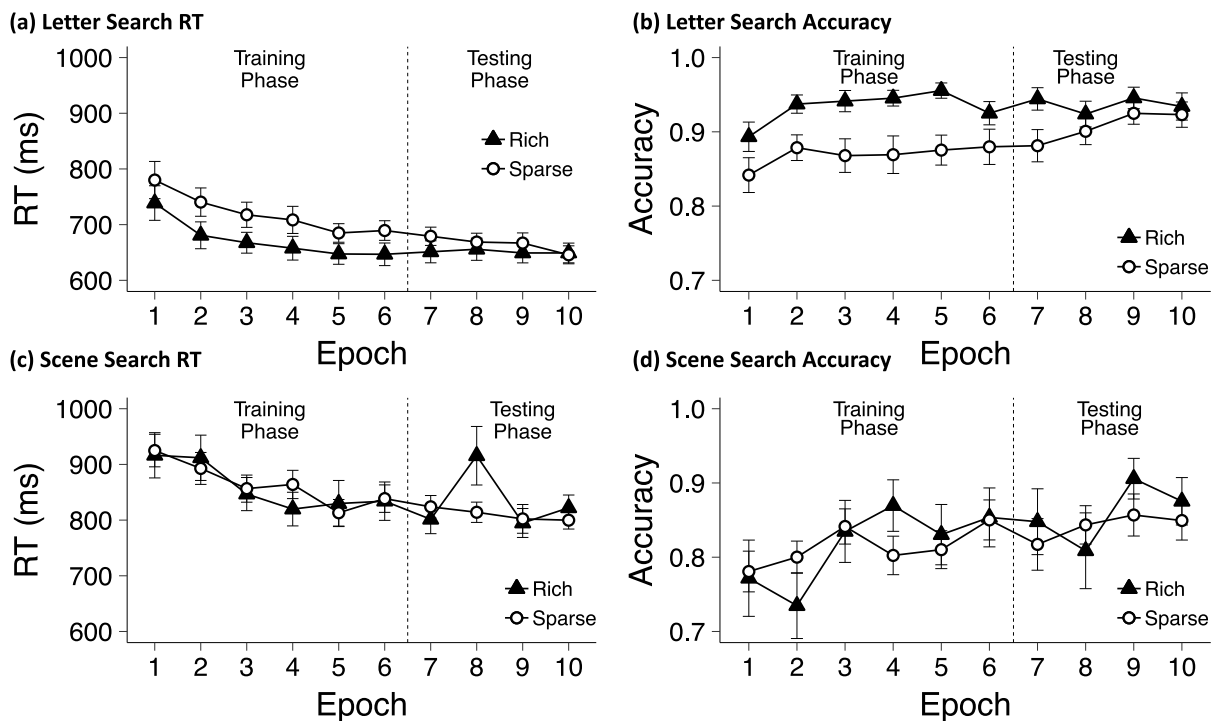 (a) Letter Search RT
1000
900
800
700
600
RT (ms)
Training
Phase
Testing
Phase
Rich
Sparse
1 2 3 4 5 6 7 8 9 10
Epoch
(b) Letter Search Accuracy
1.0
0.9
0.8
0.7
Accuracy
Training
Phase
Testing
Phase
Rich
Sparse
1 2 3 4 5 6 7 8 9 10
Epoch
(c) Scene Search RT
1000
900
800
700
600
RT (ms)
Training
Phase
Testing
Phase
Rich
Sparse
1 2 3 4 5 6 7 8 9 10
Epoch
(d) Scene Search Accuracy
1.0
0.9
0.8
0.7
Accuracy
Training
Phase
Testing
Phase
Rich
Sparse
1 2 3 4 5 6 7 8 9 10
Epoch